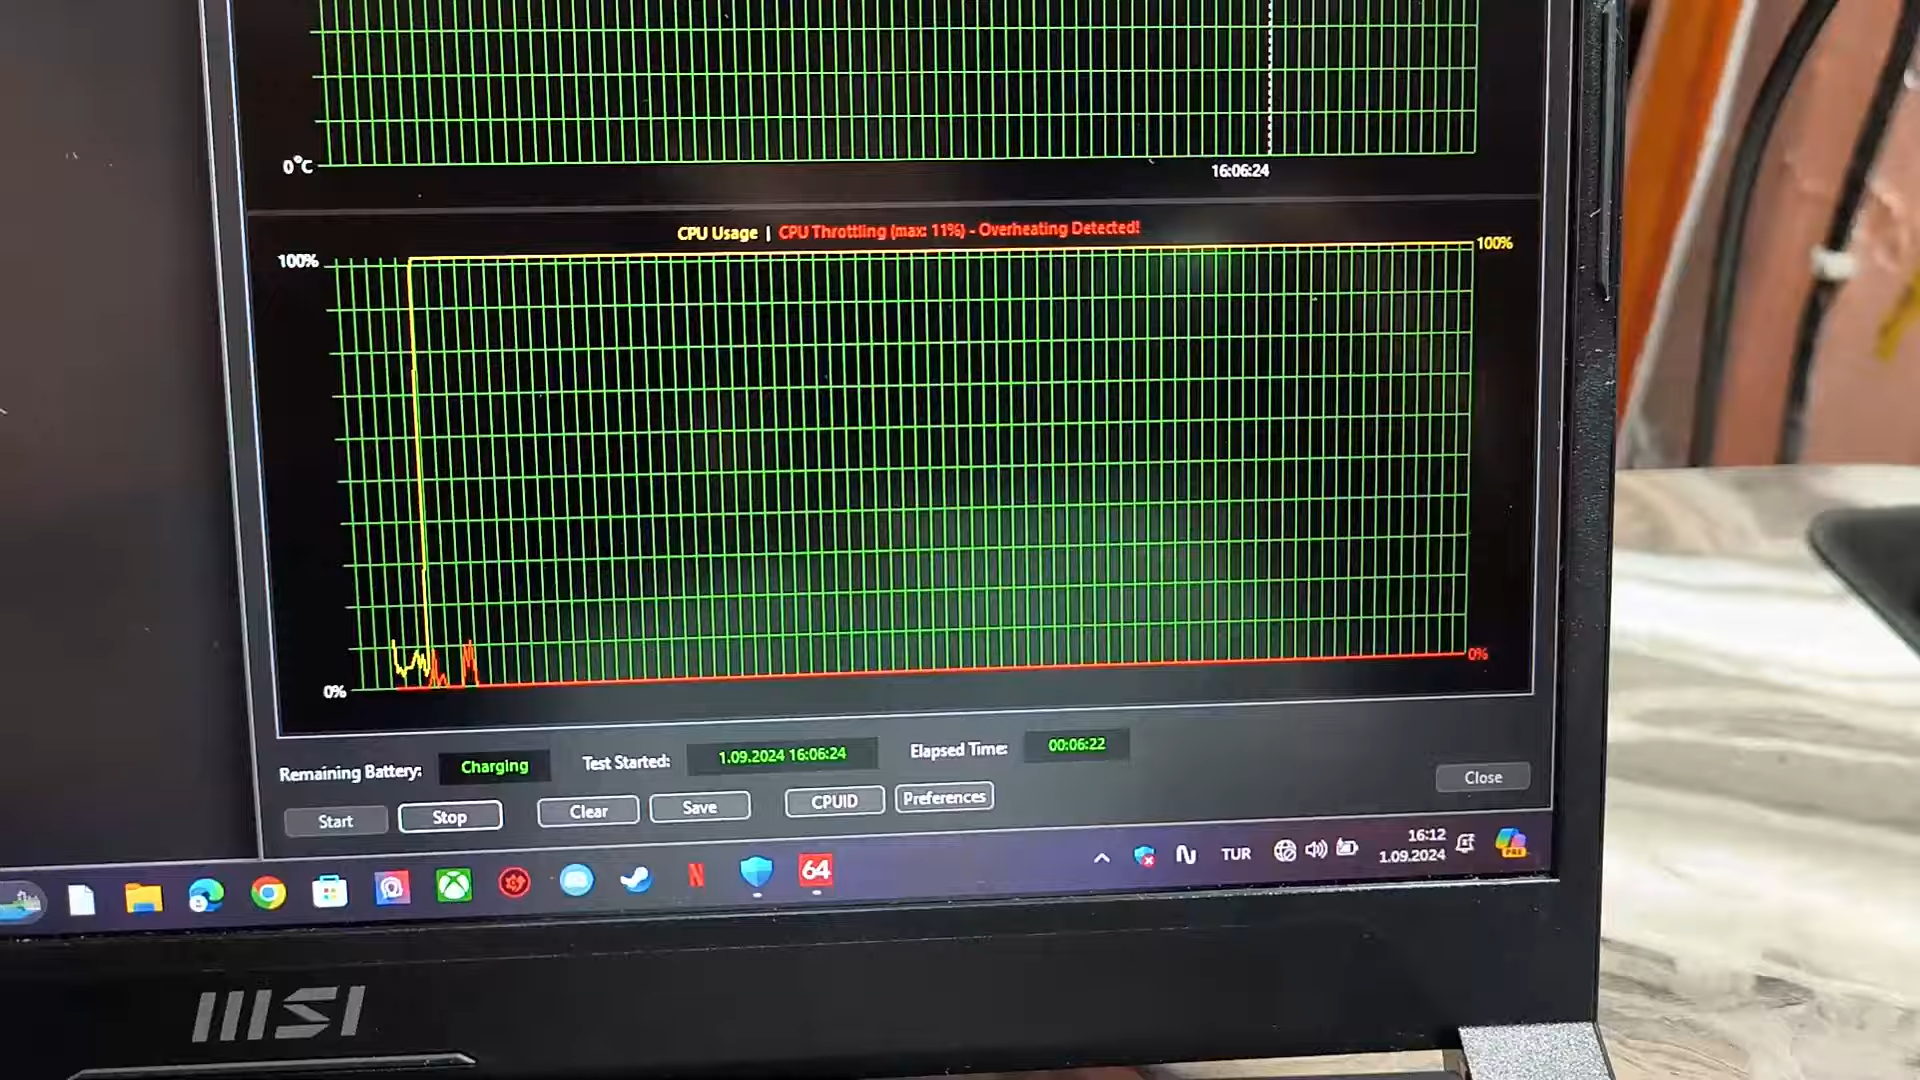 0°C
16:06:24
CPU Usage | CPU Throttling (max: 11%) - Overheating Detected!
100%
100%
0%
0%
Remaining Battery: Charging Test Started: 1.09.2024 16:06:24 Elapsed Time: 00:06:22
Start Stop Clear Save CPUID Preferences Close
64
TUR
16:12
1.09.2024
PRE
msi